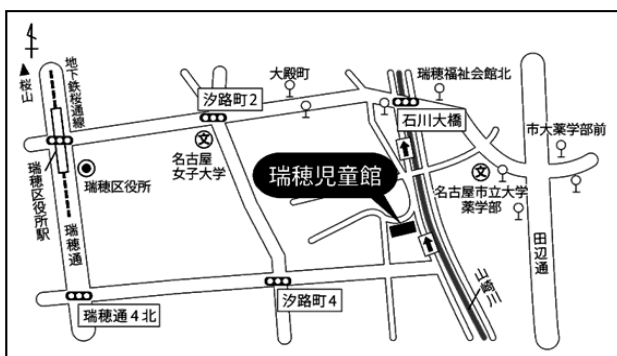 4
▲桜山
地下鉄桜通線
大殿町
瑞穂福祉会館北
汐路町2
石川大橋
市大薬学部前
文
名古屋
女子大学
瑞穂区役所
瑞穂区役所駅
瑞穂児童館
文
名古屋市立大学
薬学部
瑞穂通
田辺通
山崎川
瑞穂通4北
汐路町4